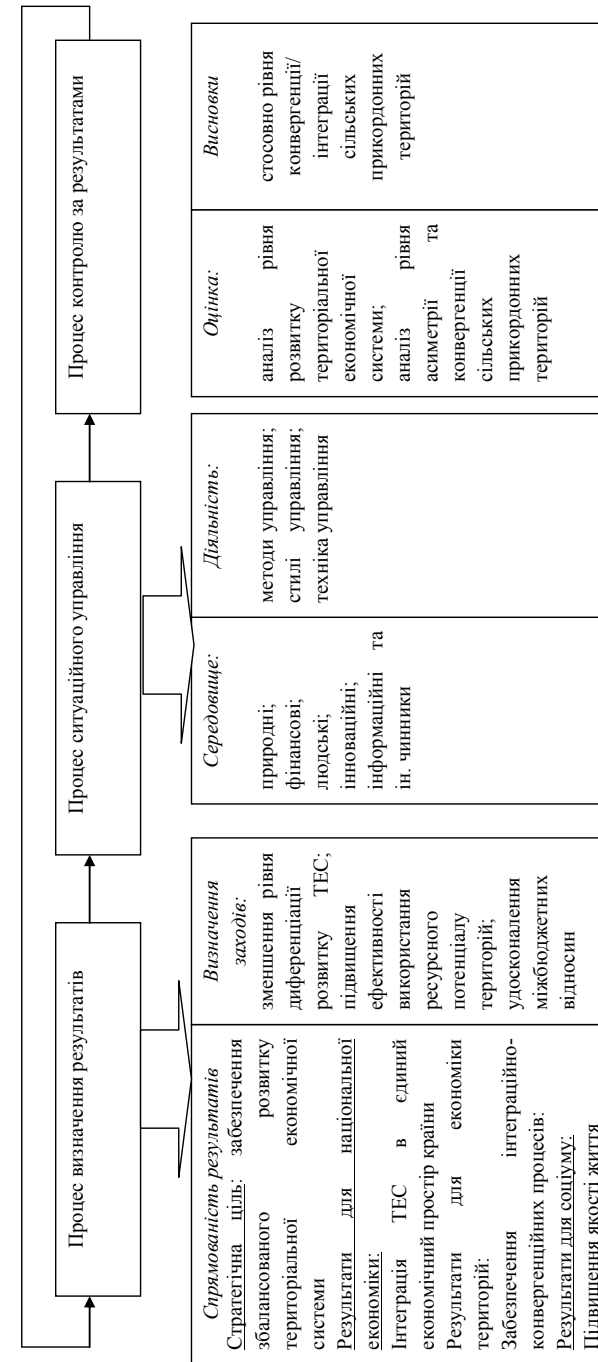 Процес визначення результатів
Процес ситуаційного управління
Процес контролю за результатами
Спрямованість результатів
Стратегічна ціль: забезпечення
збалансованого розвитку
територіальної економічної
системи
Результати для національної
економіки:
Інтеграція ТЕС в єдиний
економічний простір країни
Результати для економіки
територій:
Забезпечення інтеграційно-
конвергенційних процесів:
Результати для соціуму:
Підвищення якості життя
Визначення
заходів:
зменшення рівня
диференціації
розвитку ТЕС;
підвищення
ефективності
використання
ресурсного
потенціалу
територій;
удосконалення
міжбюджетних
відносин
Середовище:
природні;
фінансові;
людські;
інноваційні;
інформаційні та
ін. чинники
Діяльність:
методи управління;
стилі управління;
техніка управління
Оцінка:
аналіз рівня
розвитку
територіальної
економічної
системи;
аналіз рівня
асиметрії та
конвергенції
сільських
прикордонних
територій
Висновки
стосовно рівня
конвергенції/
інтеграції
сільських
прикордонних
територій